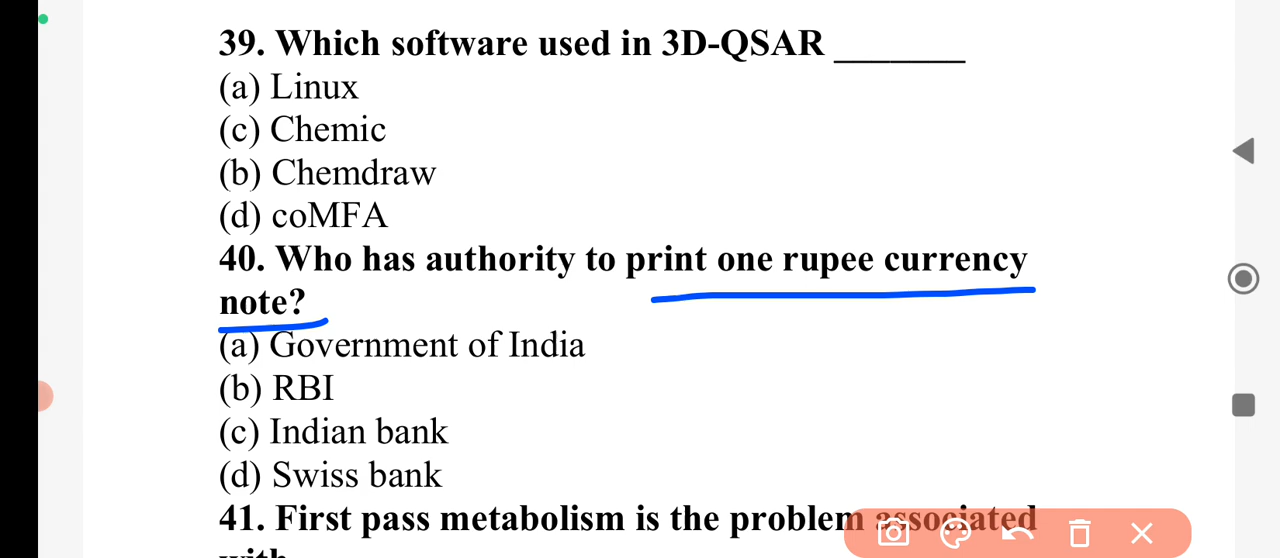 39. Which software used in 3D-QSAR _______
(a) Linux
(c) Chemic
(b) Chemdraw
(d) coMFA
40. Who has authority to print one rupee currency
note?
(a) Government of India
(b) RBI
(c) Indian bank
(d) Swiss bank
41. First pass metabolism is the problem associated
with